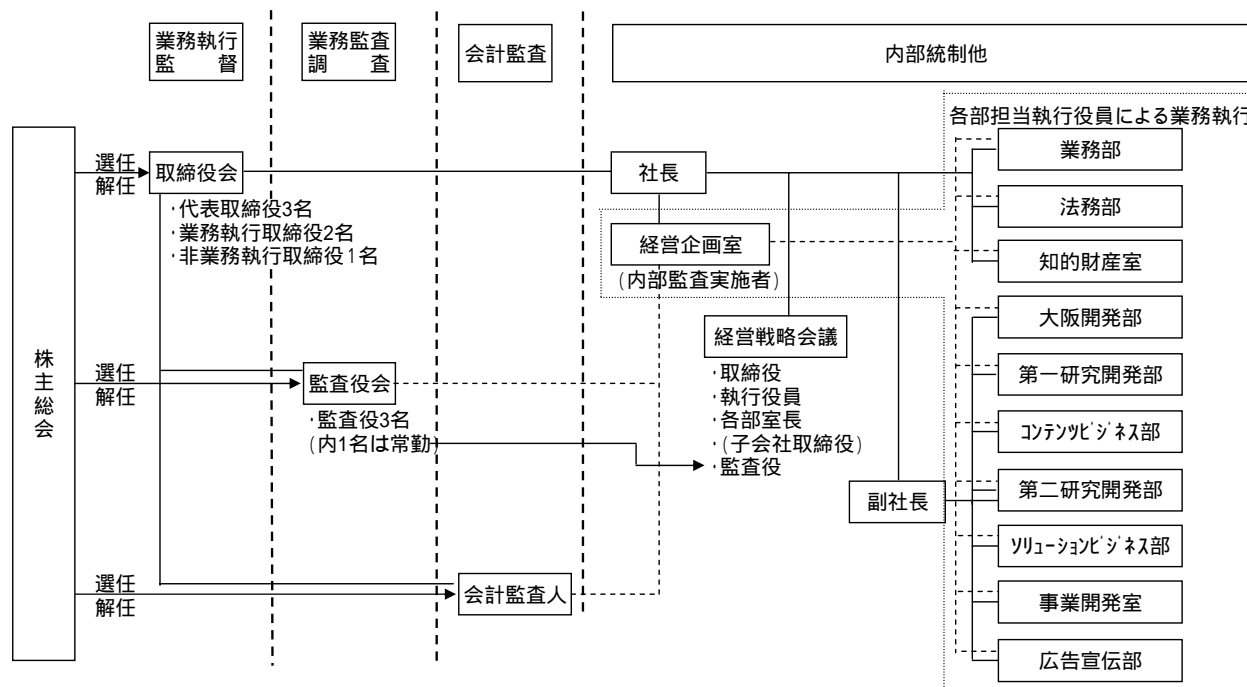 業務執行
監　　督
業務監査
調　　査
会計監査
内部統制他
各部担当執行役員による業務執行
株主総会
選任
解任
取締役会
・代表取締役3名
・業務執行取締役2名
・非業務執行取締役1名
社長
経営企画室
(内部監査実施者)
経営戦略会議
・取締役
・執行役員
・各部室長
・(子会社取締役)
・監査役
選任
解任
監査役会
・監査役3名
(内1名は常勤)
副社長
選任
解任
会計監査人
業務部
法務部
知的財産室
大阪開発部
第一研究開発部
ｺﾝﾃﾝﾂﾋﾞｼﾞﾈｽ部
第二研究開発部
ｿﾘｭｰｼｮﾝﾋﾞｼﾞﾈｽ部
事業開発室
広告宣伝部